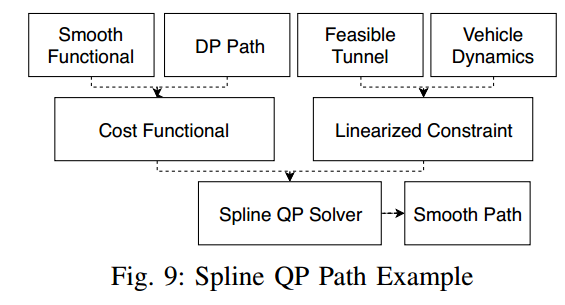 Smooth
Functional
DP Path
Feasible
Tunnel
Vehicle
Dynamics
Cost Functional
Linearized Constraint
Spline QP Solver
Smooth Path
Fig. 9: Spline QP Path Example